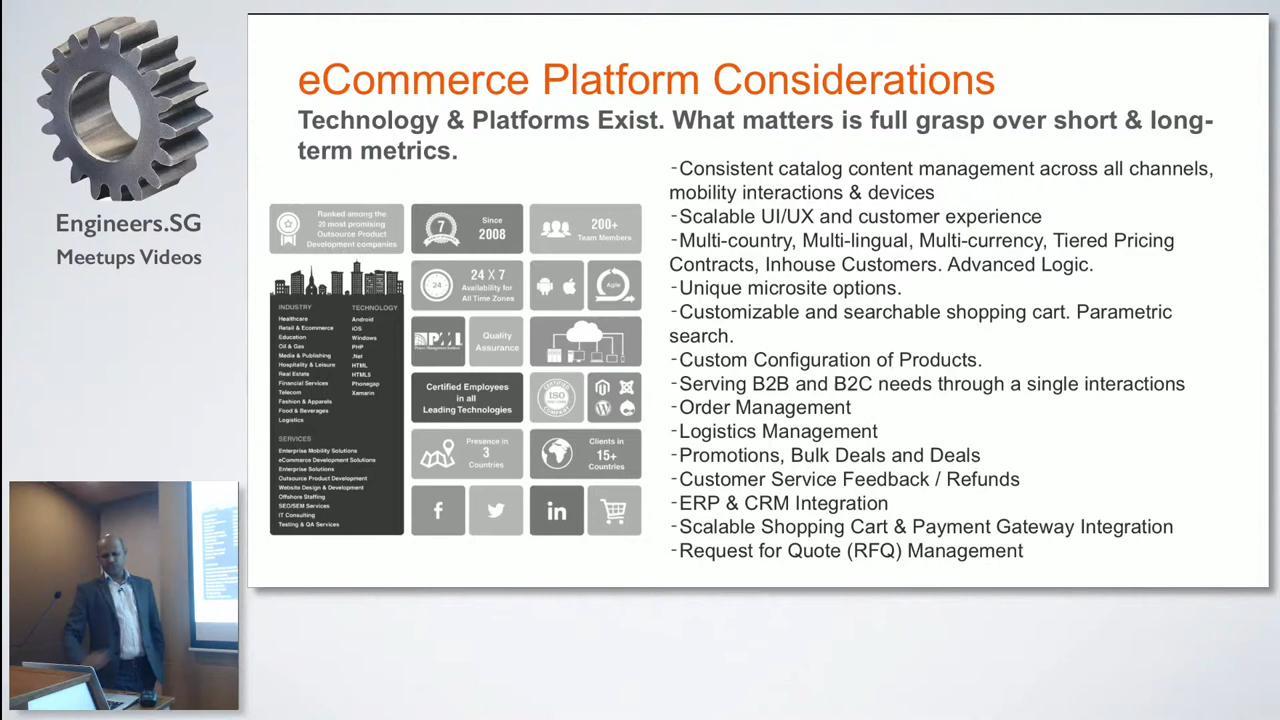 Engineers.SG
Meetups Videos
eCommerce Platform Considerations
Technology & Platforms Exist. What matters is full grasp over short & long-
term metrics.
Ranked among the
20 most promising
Outsource Product
Development companies
7
Since
2008
200+
Team Members
24
24 X 7
Availability for
All Time Zones
Agile
INDUSTRY
Healthcare
Retail & Ecommerce
Education
Oil & Gas
Media & Publishing
Hospitality & Leisure
Real Estate
Financial Services
Telecom
Fashion & Apparels
Food & Beverages
Logistics
TECHNOLOGY
Android
iOS
Windows
PHP
.Net
HTML
HTML5
Phonegap
Xamarin
SERVICES
Enterprise Mobility Solutions
eCommerce Development Solutions
Enterprise Solutions
Outsource Product Development
Website Design & Development
Offshore Staffing
SEO/SEM Services
IT Consulting
Testing & QA Services
Quality
Assurance
Certified Employees
in all
Leading Technologies
CERTIFIED
ISO
COMPANY
Presence in
3
Countries
Clients in
15+
Countries
f
in
-Consistent catalog content management across all channels,
mobility interactions & devices
-Scalable UI/UX and customer experience
-Multi-country, Multi-lingual, Multi-currency, Tiered Pricing
Contracts, Inhouse Customers. Advanced Logic.
-Unique microsite options.
-Customizable and searchable shopping cart. Parametric
search.
-Custom Configuration of Products.
-Serving B2B and B2C needs through a single interactions
-Order Management
-Logistics Management
-Promotions, Bulk Deals and Deals
-Customer Service Feedback / Refunds
-ERP & CRM Integration
-Scalable Shopping Cart & Payment Gateway Integration
-Request for Quote (RFQ) Management